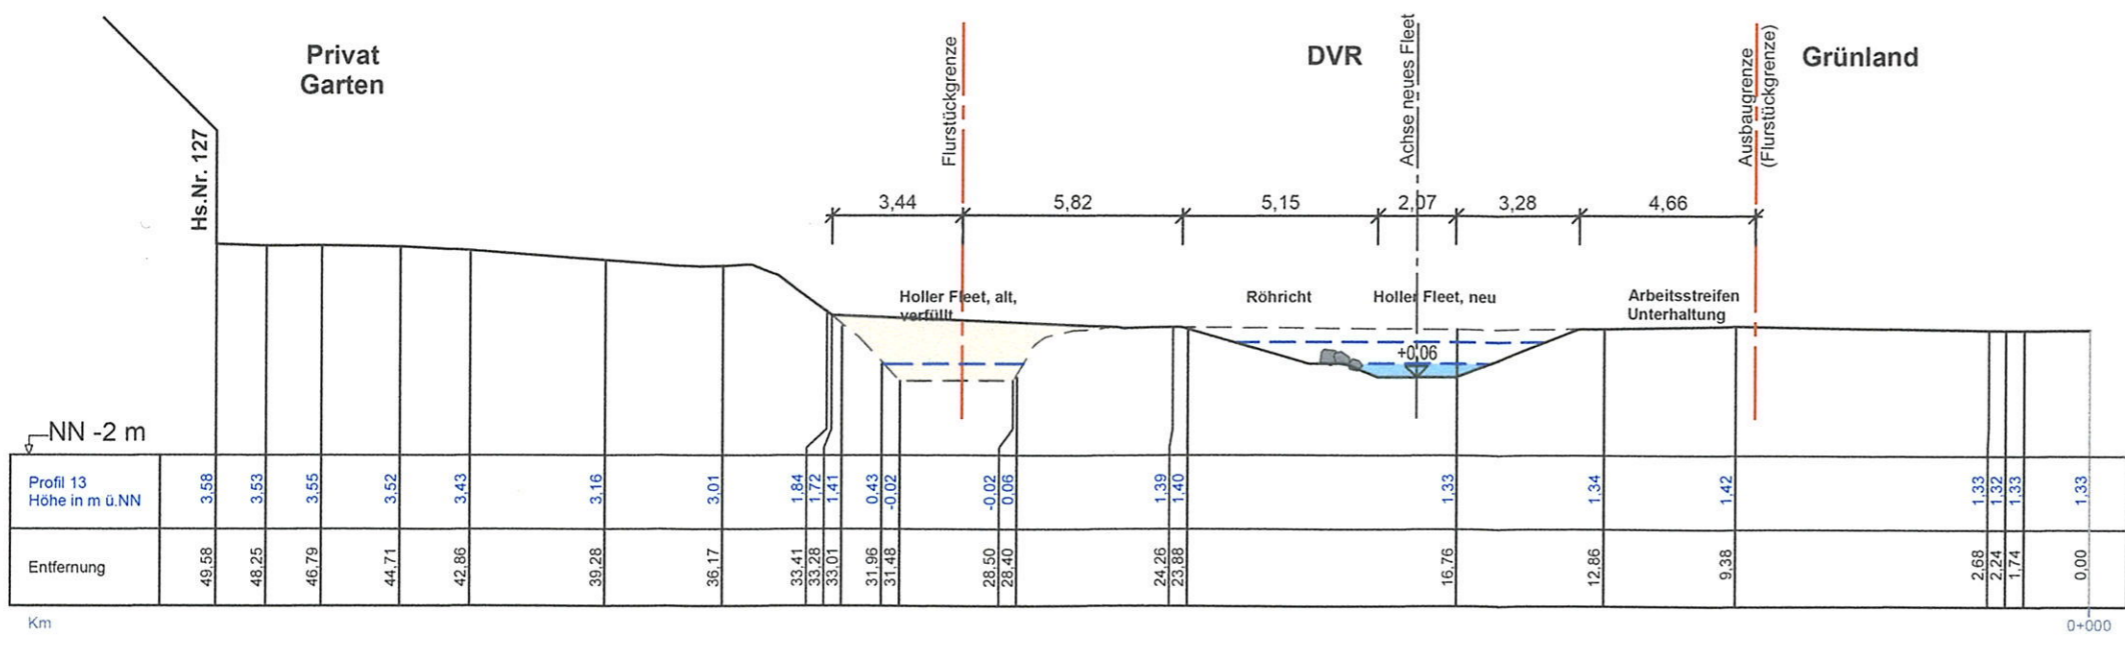 Privat
Garten
Hs.Nr. 127
Flurstückgrenze
DVR
Achse neues Fleet
Ausbaugrenze
(Flurstückgrenze)
Grünland
3,44
5,82
5,15
2,07
3,28
4,66
Holler Fleet, alt,
verfüllt
Röhricht
Holler Fleet, neu
Arbeitsstreifen
Unterhaltung
+0,06
NN -2 m
Profil 13
Höhe in m ü.NN
3,58
3,53
3,55
3,52
3,43
3,16
3,01
1,84
1,72
1,41
0,43
-0,02
-0,02
0,06
1,39
1,40
1,33
1,34
1,42
1,33
1,32
1,33
1,33
Entfernung
49,58
48,25
46,79
44,71
42,86
39,28
36,17
33,41
33,28
33,01
31,96
31,48
28,50
28,40
24,26
23,88
16,76
12,86
9,38
2,68
2,24
1,74
0,00
Km
0+000